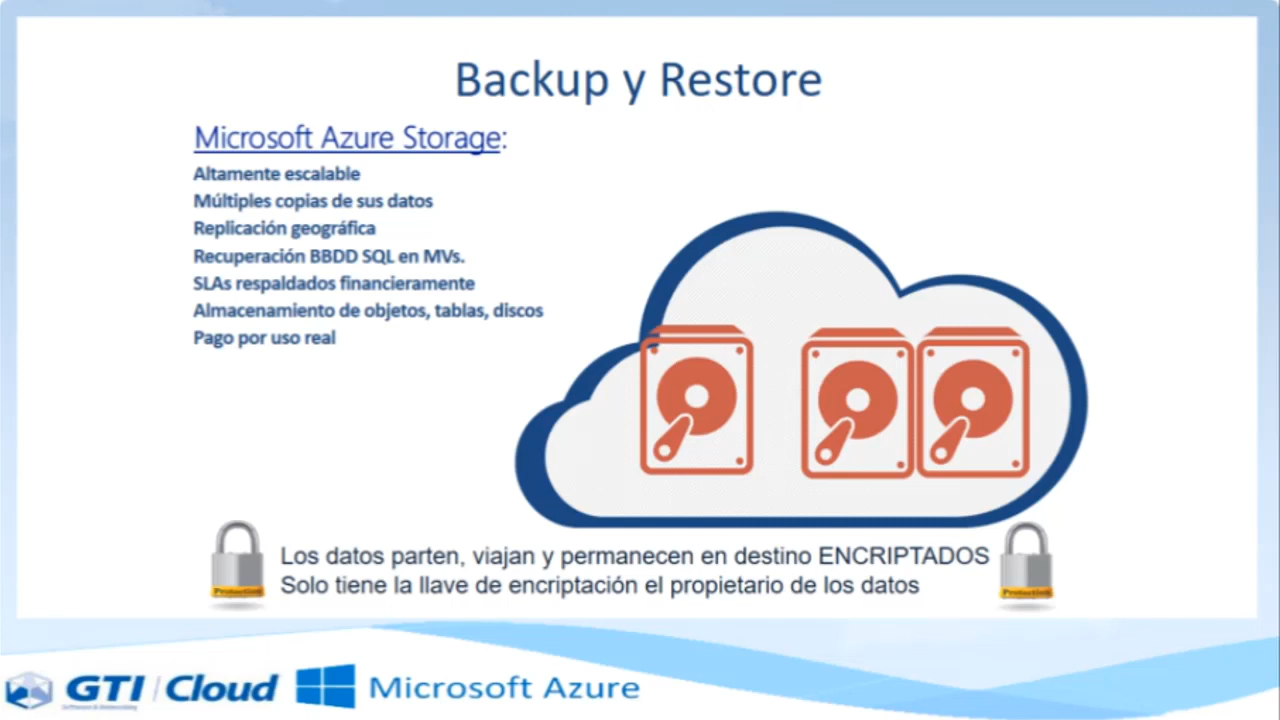 Backup y Restore
Microsoft Azure Storage:
Altamente escalable
Múltiples copias de sus datos
Replicación geográfica
Recuperación BBDD SQL en MVs.
SLAs respaldados financieramente
Almacenamiento de objetos, tablas, discos
Pago por uso real
Los datos parten, viajan y permanecen en destino ENCRIPTADOS
Solo tiene la llave de encriptación el propietario de los datos
Protection
Protection
GTI Cloud
Microsoft Azure